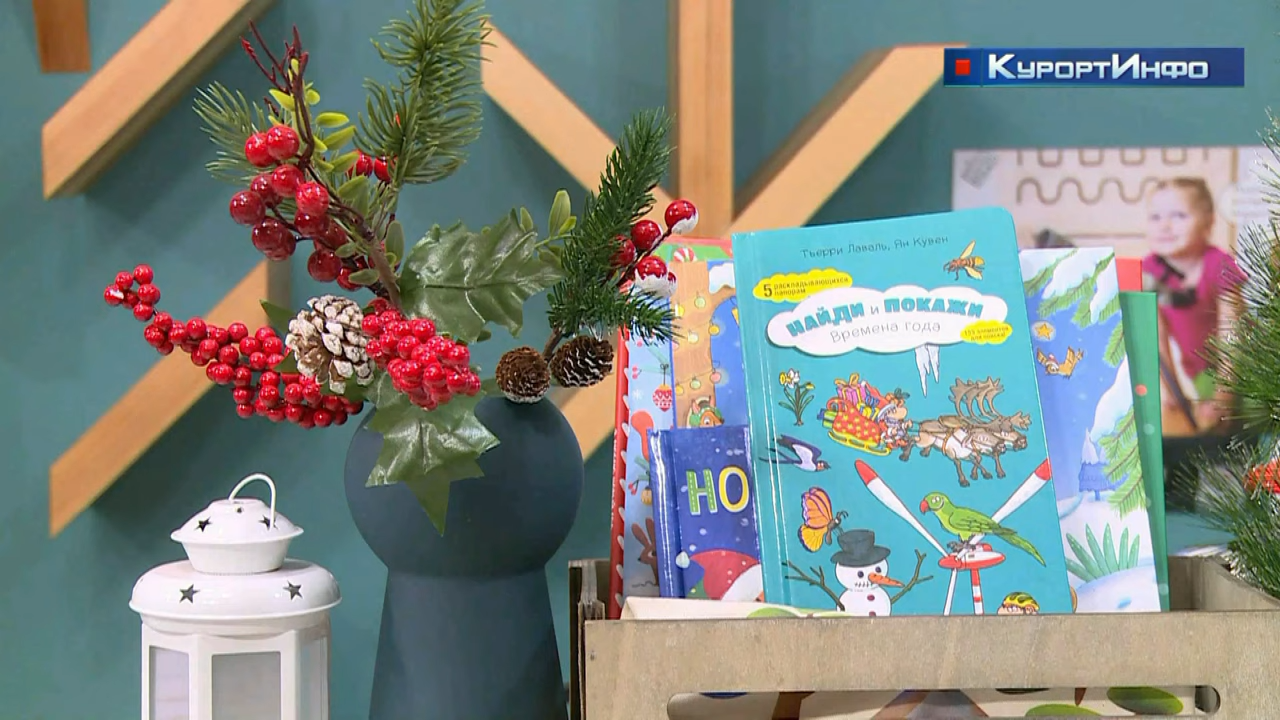 КурортИнфо
Тьерри Лаваль, Ян Кувен
5 раскладывающихся
панорам
НАЙДИ и ПОКАЖИ
Времена года
НО